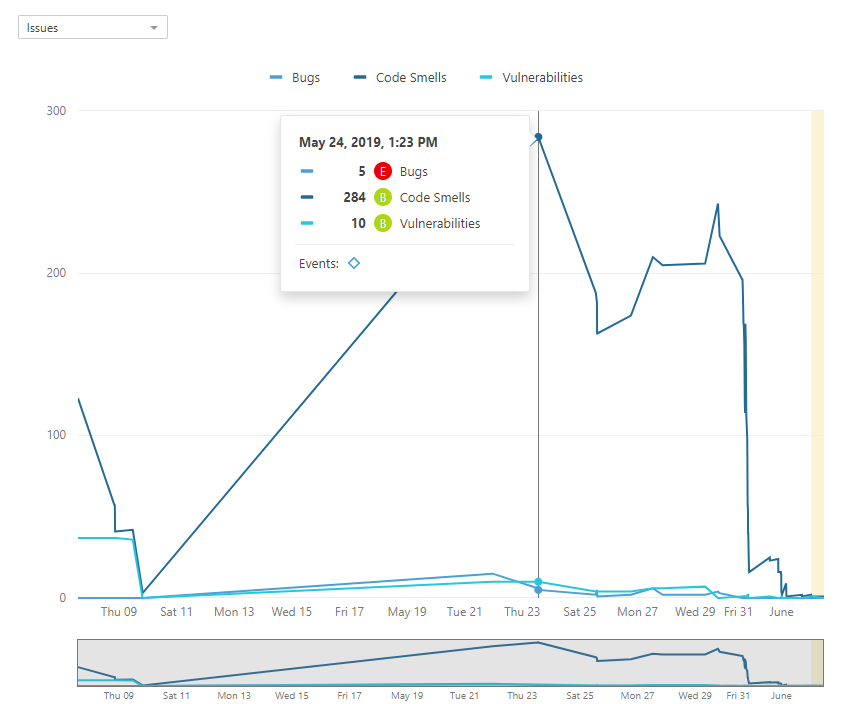 Issues
Bugs Code Smells Vulnerabilities
300
May 24, 2019, 1:23 PM
5 E Bugs
284 B Code Smells
10 B Vulnerabilities
Events:
200
100
0
Thu 09 Sat 11 Mon 13 Wed 15 Fri 17 May 19 Tue 21 Thu 23 Sat 25 Mon 27 Wed 29 Fri 31 June
Thu 09 Sat 11 Mon 13 Wed 15 Fri 17 May 19 Tue 21 Thu 23 Sat 25 Mon 27 Wed 29 Fri 31 June